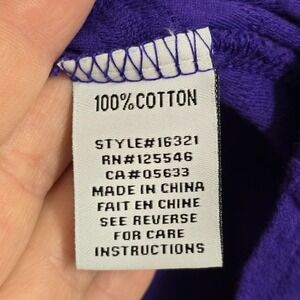 100%COTTON
STYLE#16321
RN#125546
CA#05633
MADE IN CHINA
FAIT EN CHINE
SEE REVERSE
FOR CARE
INSTRUCTIONS